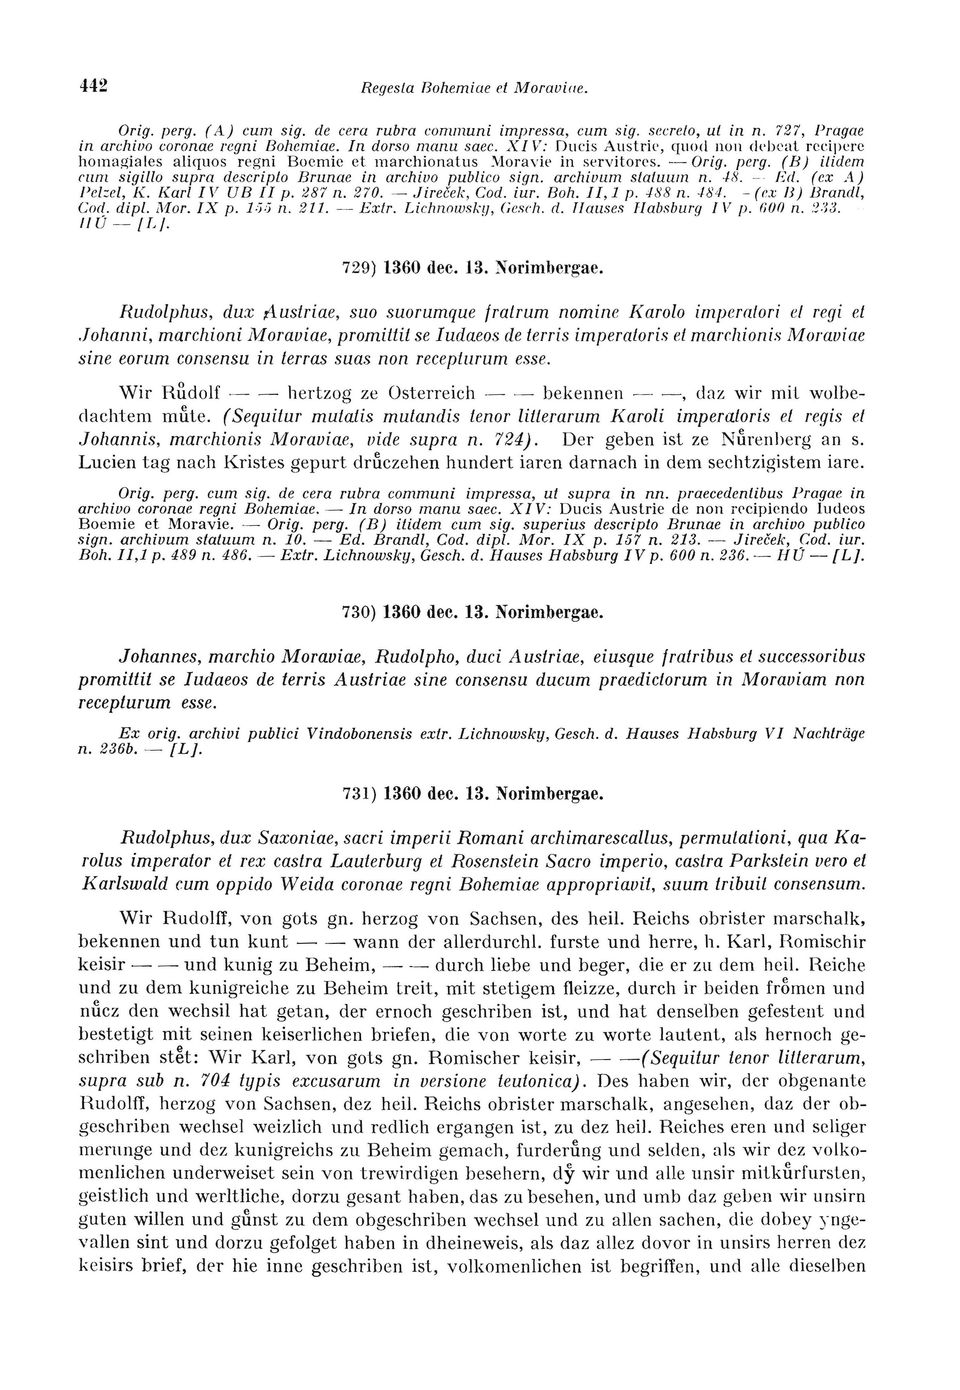 442 Regesta Bohemiae et Moraviae.
Orig. perg. (A) cum sig. de cera rubra communi impressa, cum sig. secreto, ut in n. 727, Pragae
in archivo coronae regni Bohemiae. In dorso manu saec. XIV: Ducis Austrie, quod non debeat recipere
homagiales aliquos regni Boemie et marchionatus Moravie in servitores. — Orig. perg. (B) itidem
cum sigillo supra descripto Brunae in archivo publico sign. archivum statuum n. 48. — Ed. (ex A)
Pelzel, K. Karl IV UB II p. 287 n. 270. — Jireček, Cod. iur. Boh. II,1 p. 488 n. 484. - (ex B) Brandl,
Cod. dipl. Mor. IX p. 155 n. 211. — Extr. Lichnowsky, Gesch. d. Hauses Habsburg IV p. 600 n. 233.
HÚ — [L].
729) 1360 dec. 13. Norimbergae.
Rudolphus, dux Austriae, suo suorumque fratrum nomine Karolo imperatori et regi et
Johanni, marchioni Moraviae, promittit se Iudaeos de terris imperatoris et marchionis Moraviae
sine eorum consensu in terras suas non recepturum esse.
Wir Růdolf — — hertzog ze Osterreich — — bekennen — —, daz wir mit wolbe-
dachtem můte. (Sequitur mutatis mutandis tenor litterarum Karoli imperatoris et regis et
Johannis, marchionis Moraviae, vide supra n. 724). Der geben ist ze Nuͤrenberg an s.
Lucien tag nach Kristes gepurt druͤczehen hundert iaren darnach in dem sechtzigistem iare.
Orig. perg. cum sig. de cera rubra communi impressa, ut supra in nn. praecedentibus Pragae in
archivo coronae regni Bohemiae. — In dorso manu saec. XIV: Ducis Austrie de non recipiendo Iudeos
Boemie et Moravie. — Orig. perg. (B) itidem cum sig. superius descripto Brunae in archivo publico
sign. archivum statuum n. 10. — Ed. Brandl, Cod. dipl. Mor. IX p. 157 n. 213. — Jireček, Cod. iur.
Boh. II,1 p. 489 n. 486. — Extr. Lichnowsky, Gesch. d. Hauses Habsburg IV p. 600 n. 236. — HÚ — [L].
730) 1360 dec. 13. Norimbergae.
Johannes, marchio Moraviae, Rudolpho, duci Austriae, eiusque fratribus et successoribus
promittit se Iudaeos de terris Austriae sine consensu ducum praedictorum in Moraviam non
recepturum esse.
Ex orig. archivi publici Vindobonensis extr. Lichnowsky, Gesch. d. Hauses Habsburg VI Nachträge
n. 236b. — [L].
731) 1360 dec. 13. Norimbergae.
Rudolphus, dux Saxoniae, sacri imperii Romani archimarescallus, permutationi, qua Ka-
rolus imperator et rex castra Lauterburg et Rosenstein Sacro imperio, castra Parkstein vero et
Karlswald cum oppido Weida coronae regni Bohemiae appropriavit, suum tribuit consensum.
Wir Rudolff, von gots gn. herzog von Sachsen, des heil. Reichs obrister marschalk,
bekennen und tun kunt — — wann der allerdurchl. furste und herre, h. Karl, Romischir
keisir — — und kunig zu Beheim, — — durch liebe und beger, die er zu dem heil. Reiche
und zu dem kunigreiche zu Beheim treit, mit stetigem fleizze, durch ir beiden froͤmen und
nuͤcz den wechsil hat getan, der ernoch geschriben ist, und hat denselben gefestent und
bestetigt mit seinen keiserlichen briefen, die von worte zu worte lautent, als hernoch ge-
schriben steͤt: Wir Karl, von gots gn. Romischer keisir, — —(Sequitur tenor litterarum,
supra sub n. 704 typis excusarum in versione teutonica). Des haben wir, der obgenante
Rudolff, herzog von Sachsen, dez heil. Reichs obrister marschalk, angesehen, daz der ob-
geschriben wechsel weizlich und redlich ergangen ist, zu dez heil. Reiches eren und seliger
merunge und dez kunigreichs zu Beheim gemach, furderuͤng und selden, als wir dez volko-
menlichen underweiset sein von trewirdigen besehern, dyͤ wir und alle unsir mitkuͤrfursten,
geistlich und werltliche, dorzu gesant haben, das zu besehen, und umb daz geben wir unsirn
guten willen und guͤnst zu dem obgeschriben wechsel und zu allen sachen, die dobey ynge-
vallen sint und dorzu gefolget haben in dheineweis, als daz allez dovor in unsirs herren dez
keisirs brief, der hie inne geschriben ist, volkomenlichen ist begriffen, und alle dieselben